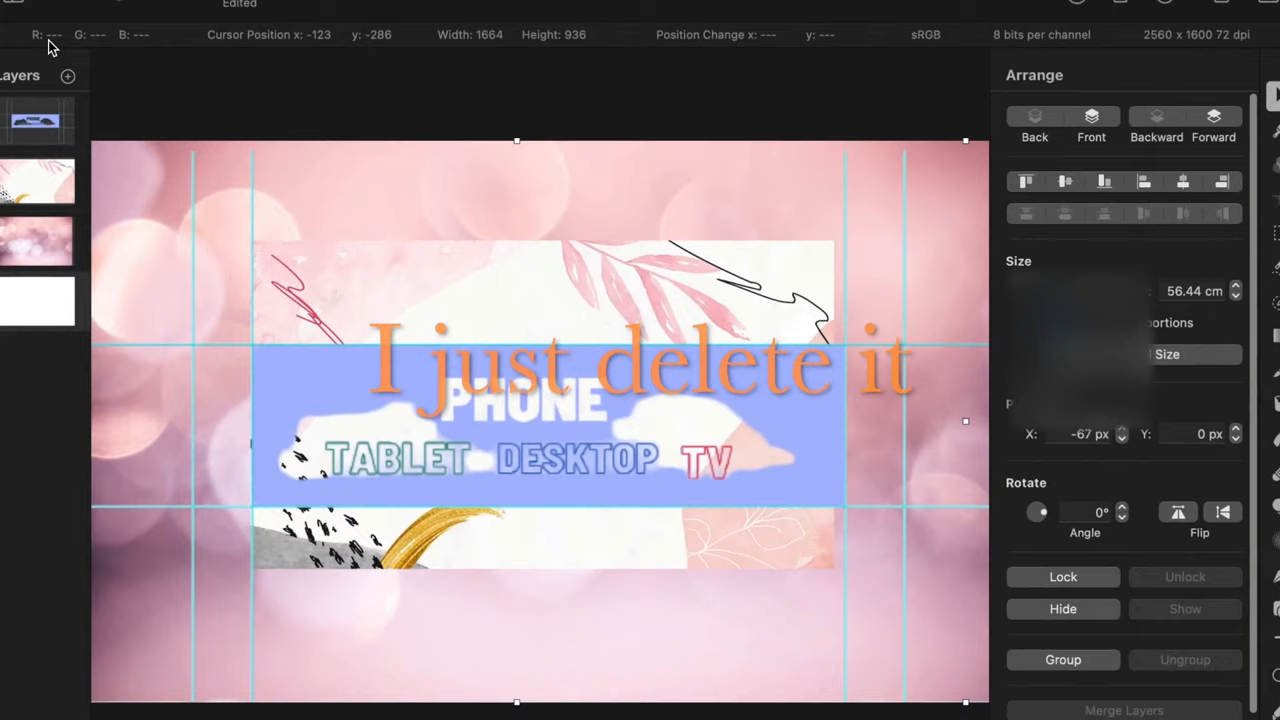 Edited
R: --- G: --- B: --- Cursor Position x: -123 y: -286 Width: 1664 Height: 936 Position Change x: --- y: --- sRGB 8 bits per channel 2560 x 1600 72 dpi
ayers
Arrange
Back Front Backward Forward
Size
56.44 cm
ortions
Size
I just delete it
PHONE
TABLET DESKTOP TV
X: -67 px Y: 0 px
Rotate
0°
Angle Flip
Lock Unlock
Hide Show
Group Ungroup
Merge Layers